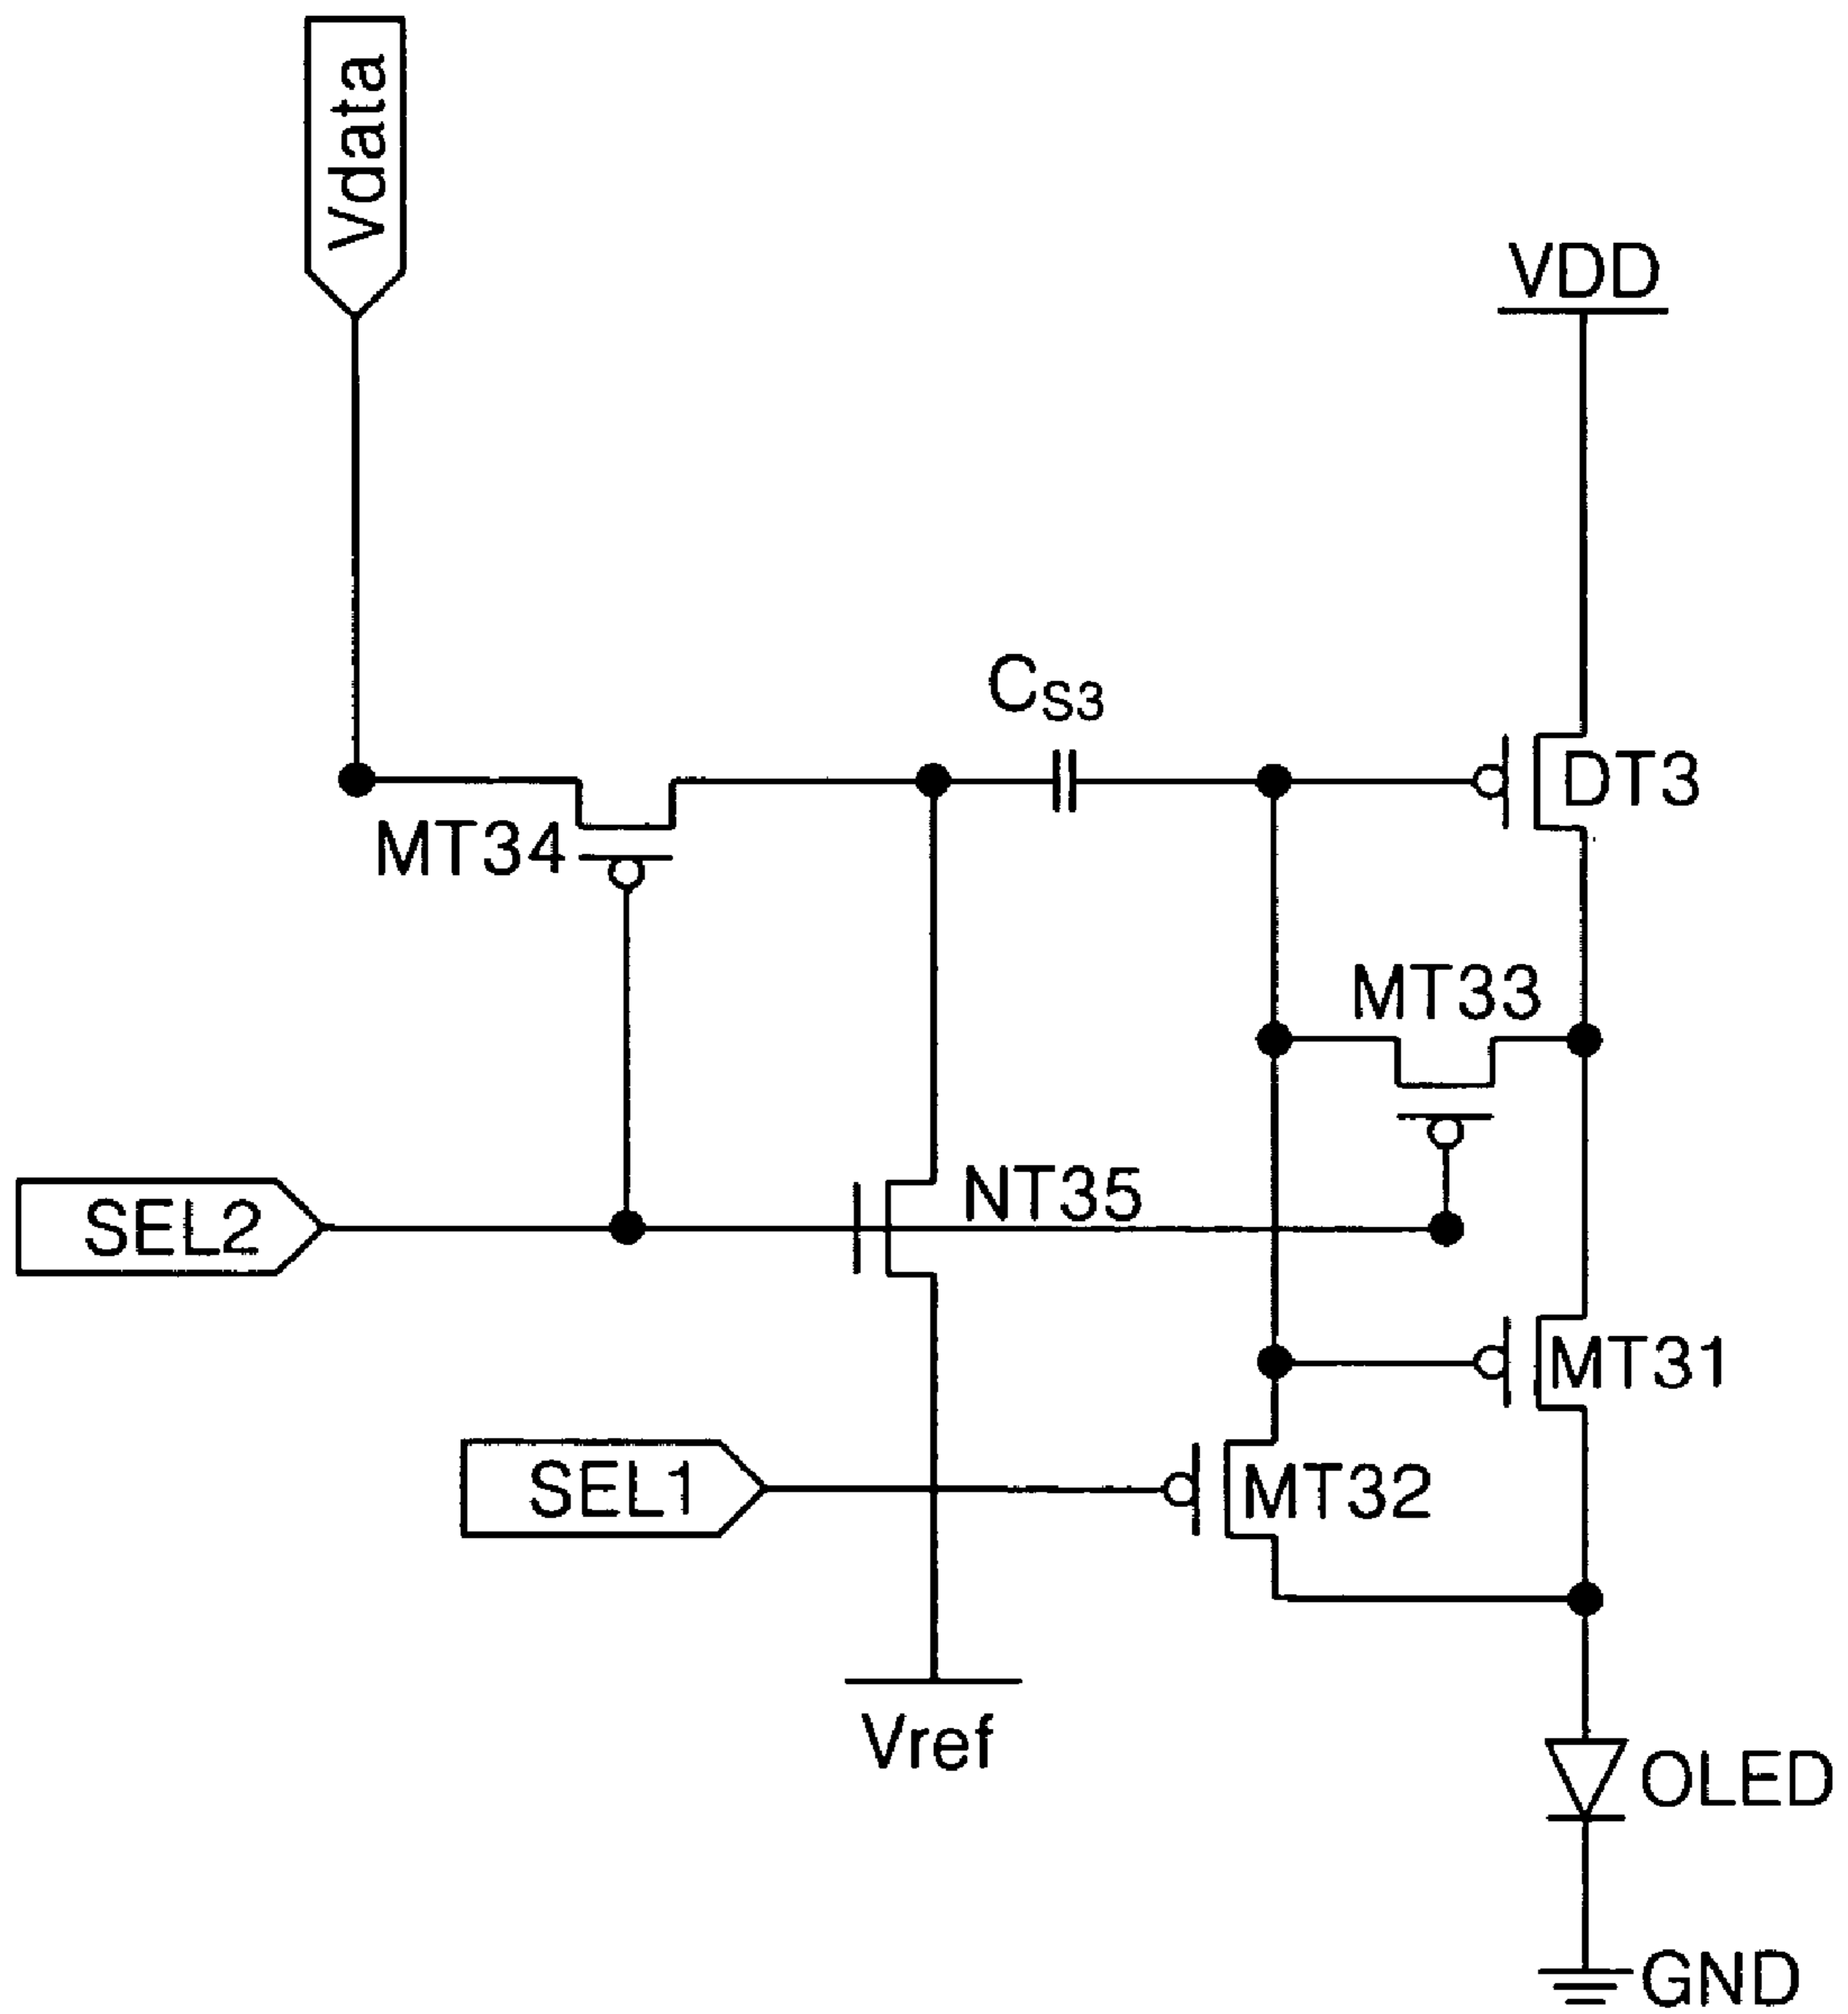 Vdata
VDD
CS3
DT3
MT34
MT33
NT35
SEL2
MT31
SEL1
MT32
Vref
OLED
GND